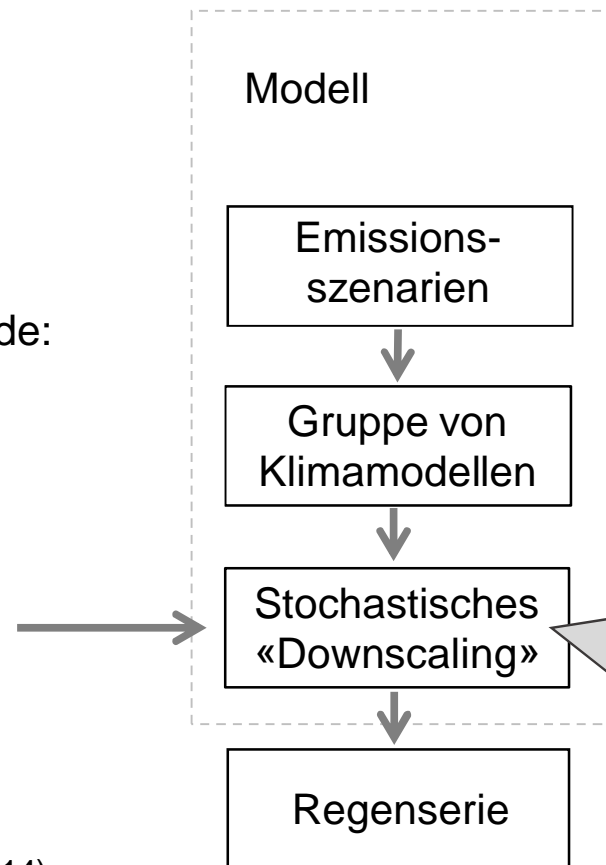 Modell
Emissions-
szenarien
de:
Gruppe von
Klimamodellen
Stochastisches
«Downscaling»
Regenserie